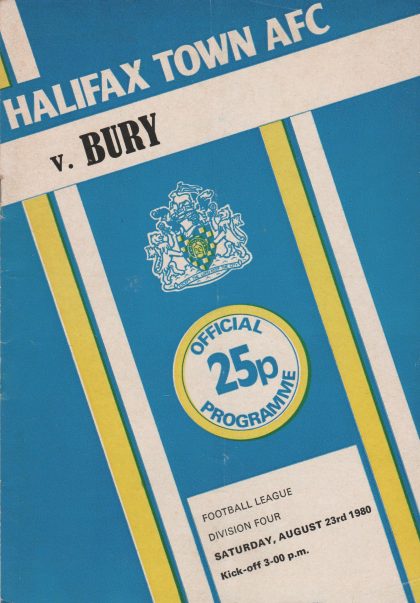 HALIFAX TOWN AFC
v. BURY
OFFICIAL
25p
PROGRAMME
FOOTBALL LEAGUE
DIVISION FOUR
SATURDAY, AUGUST 23rd 1980
Kick-off 3-00 p.m.